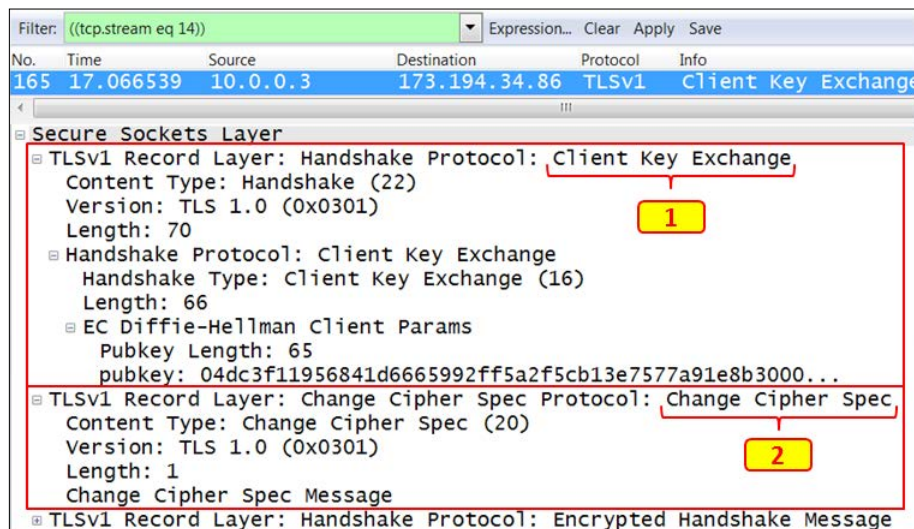 Filter: ((tcp.stream eq 14)) Expression... Clear Apply Save
No. Time Source Destination Protocol Info
165 17.066539 10.0.0.3 173.194.34.86 TLSv1 Client Key Exchange
Secure Sockets Layer
TLSv1 Record Layer: Handshake Protocol: Client Key Exchange
Content Type: Handshake (22)
Version: TLS 1.0 (0x0301)
1
Length: 70
Handshake Protocol: Client Key Exchange
Handshake Type: Client Key Exchange (16)
Length: 66
EC Diffie-Hellman Client Params
Pubkey Length: 65
pubkey: 04dc3f11956841d6665992ff5a2f5cb13e7577a91e8b3000...
TLSv1 Record Layer: Change Cipher Spec Protocol: Change Cipher Spec
Content Type: Change Cipher Spec (20)
Version: TLS 1.0 (0x0301)
2
Length: 1
Change Cipher Spec Message
TLSv1 Record Layer: Handshake Protocol: Encrypted Handshake Message